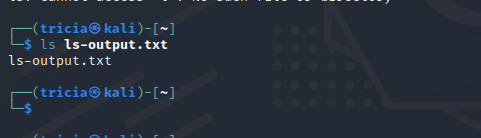 ┌──(tricia㉿kali)-[~]
└─$ ls ls-output.txt
ls-output.txt
┌──(tricia㉿kali)-[~]
└─$